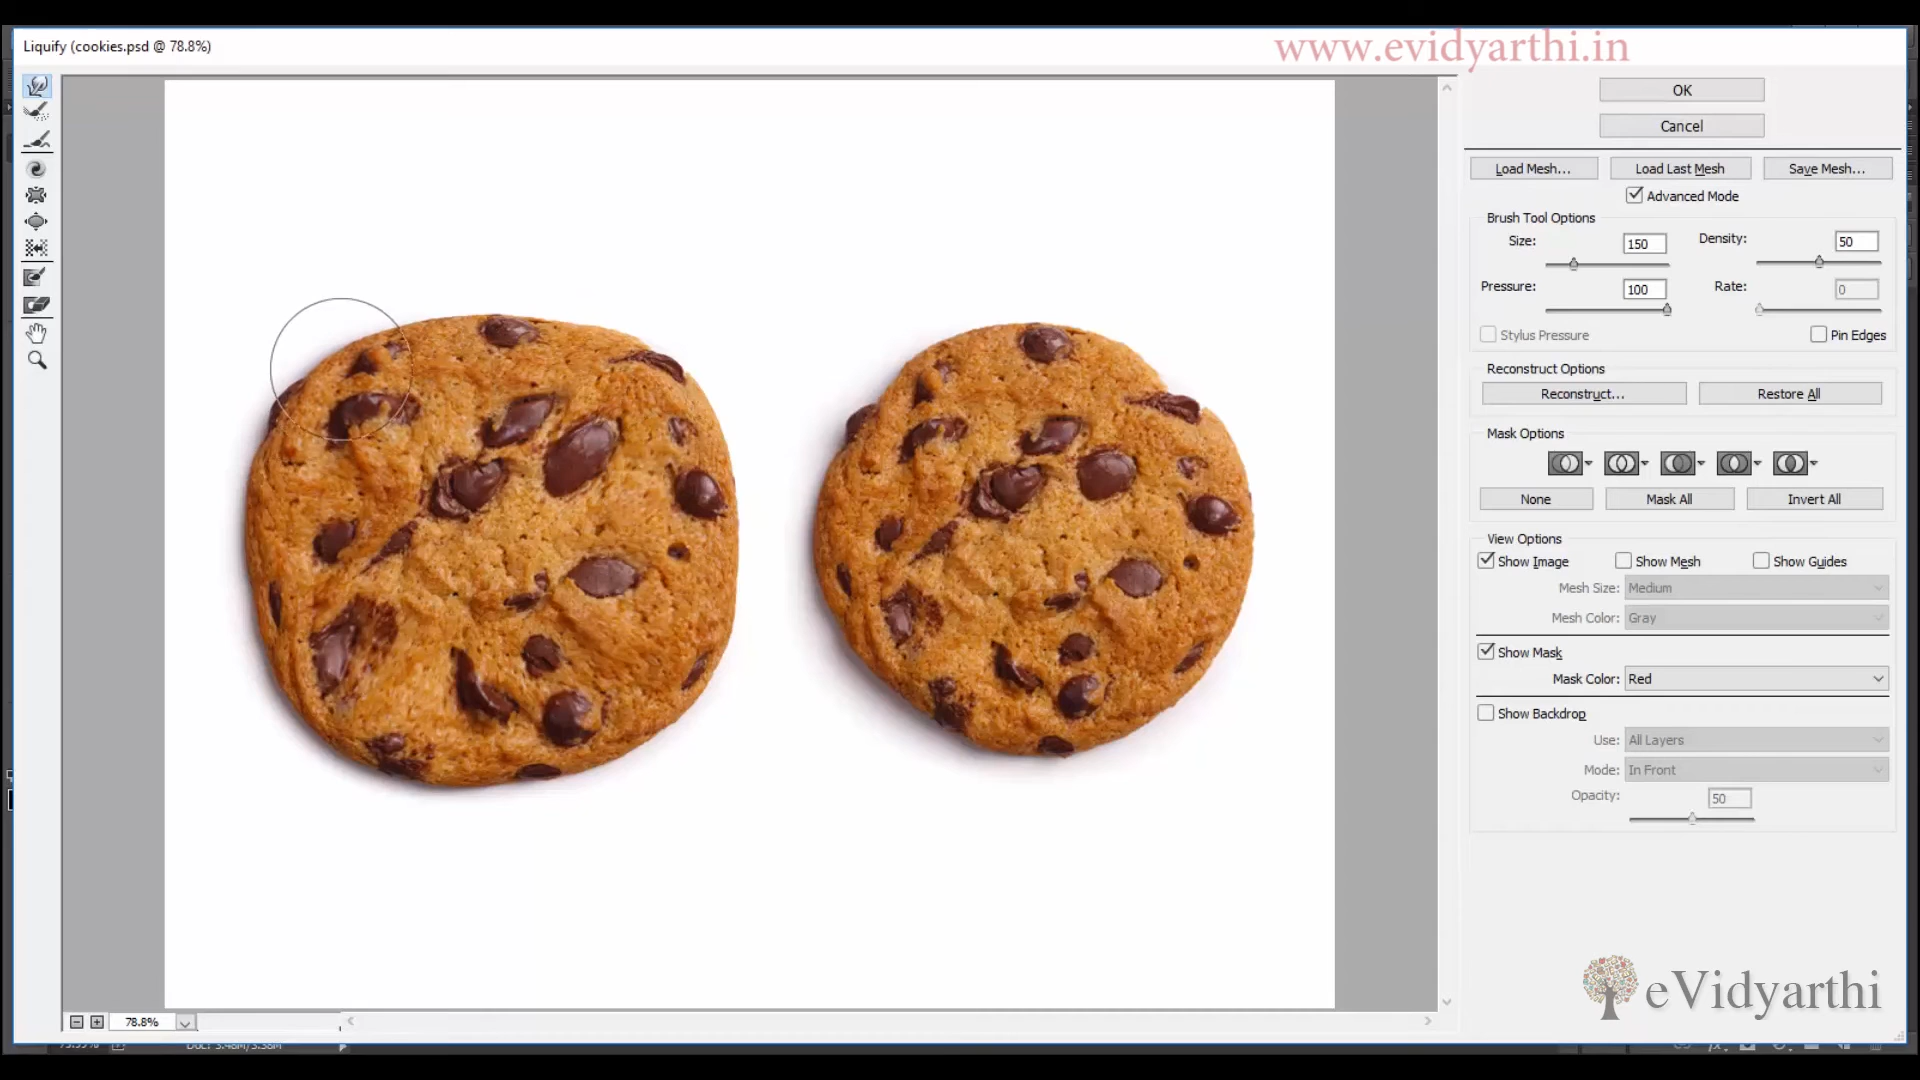 Liquify (cookies.psd @ 78.8%)
www.evidyarthi.in
OK
Cancel
Load Mesh...
Load Last Mesh
Save Mesh...
Advanced Mode
Brush Tool Options
Size:
150
Density:
50
Pressure:
100
Rate:
0
Stylus Pressure
Pin Edges
Reconstruct Options
Reconstruct...
Restore All
Mask Options
None
Mask All
Invert All
View Options
Show Image
Show Mesh
Show Guides
Mesh Size:
Medium
Mesh Color:
Gray
Show Mask
Mask Color:
Red
Show Backdrop
Use:
All Layers
Mode:
In Front
Opacity:
50
eVidyarthi
78.8%